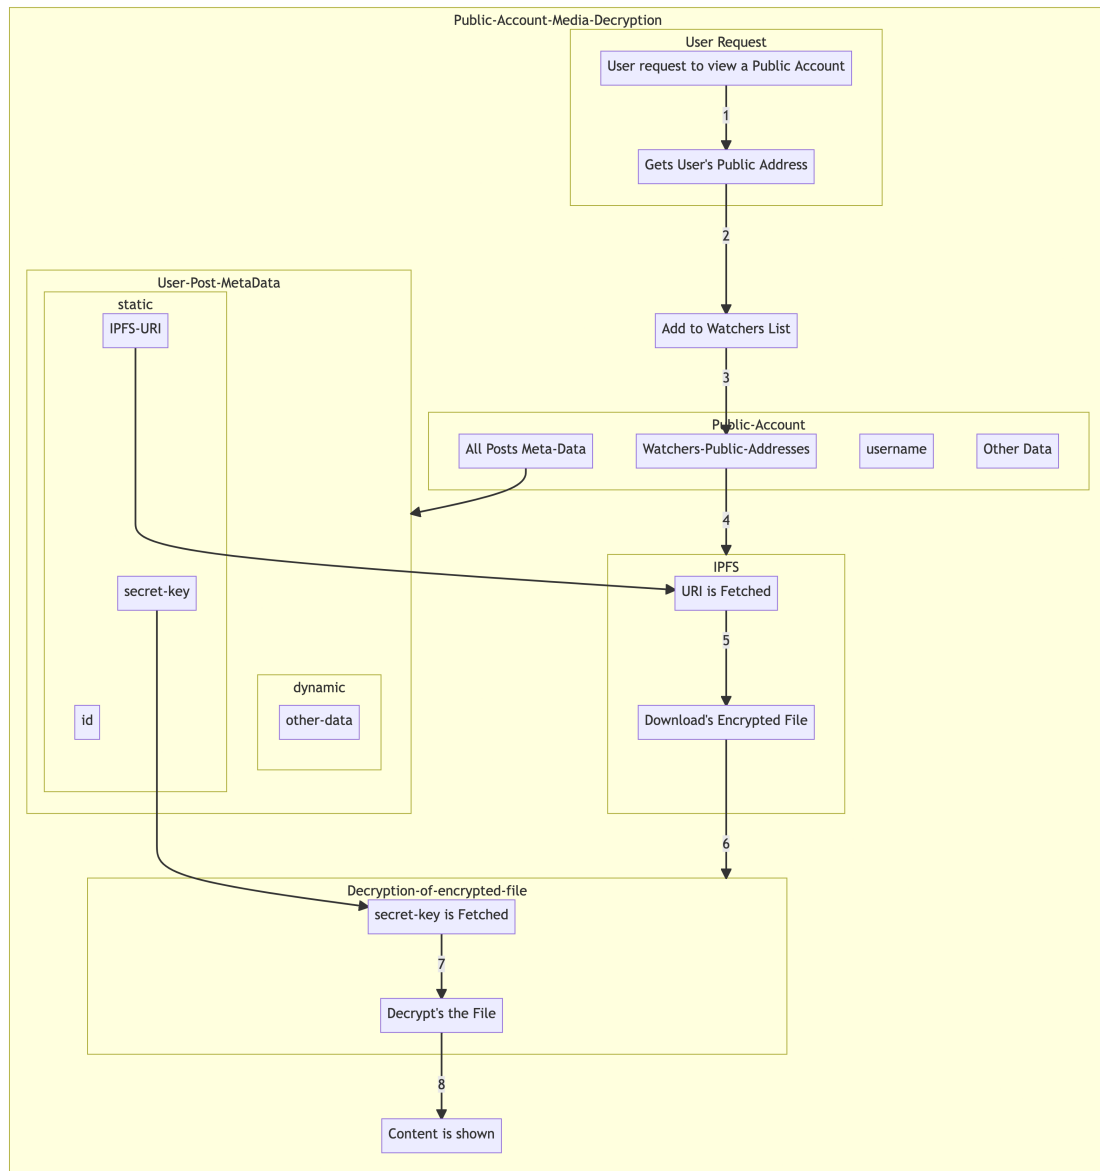 Public-Account-Media-Decryption
User Request
User request to view a Public Account
1
Gets User's Public Address
2
User-Post-MetaData
static
IPFS-URI
Add to Watchers List
3
Public-Account
All Posts Meta-Data
Watchers-Public-Addresses
username
Other Data
4
IPFS
secret-key
URI is Fetched
5
dynamic
id
other-data
Download's Encrypted File
6
Decryption-of-encrypted-file
secret-key is Fetched
7
Decrypt's the File
8
Content is shown